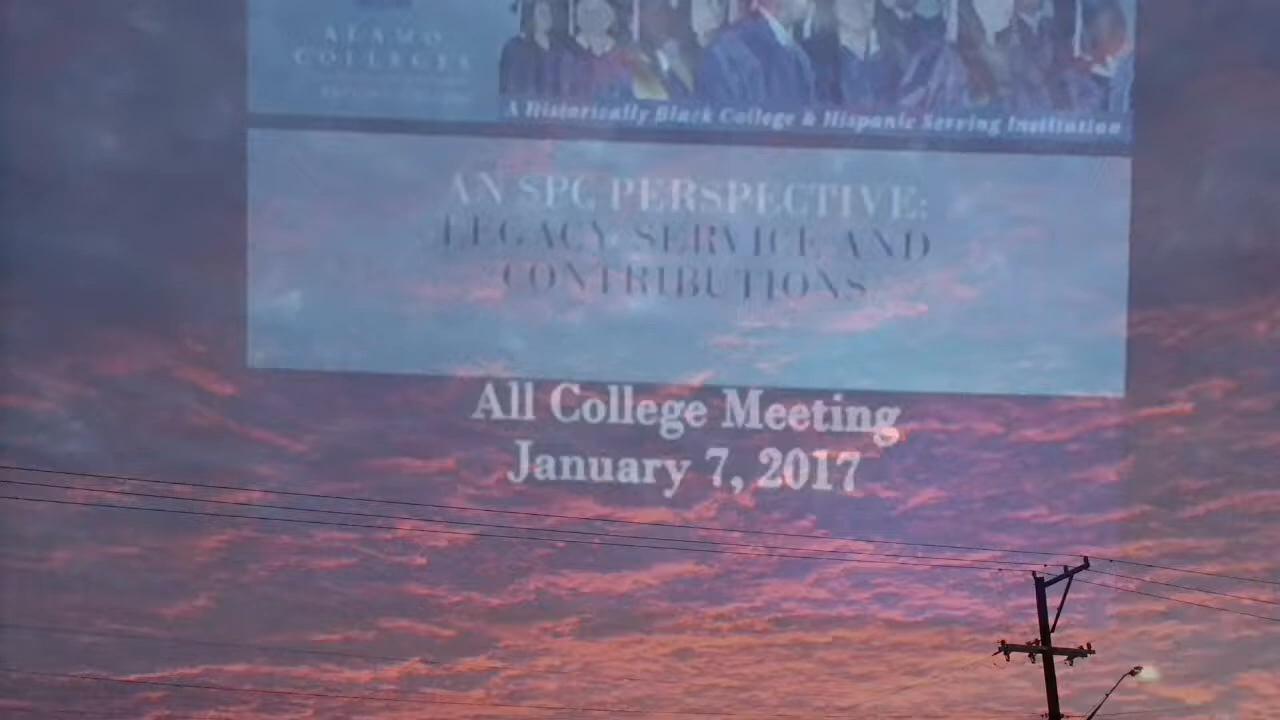 ALAMO
COLLEGES
A Historically Black College & Hispanic Serving Institution
AN SPC PERSPECTIVE:
LEGACY, SERVICE AND
CONTRIBUTIONS
All College Meeting
January 7, 2017